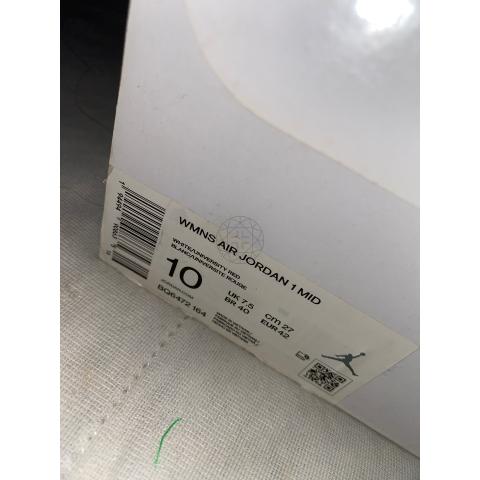 WMNS AIR JORDAN 1 MID
WHITE/UNIVERSITY RED
BLANC/UNIVERSITE ROUGE
10
UK 7.5
CM 27
BR 40
EUR 42
BQ6472 164